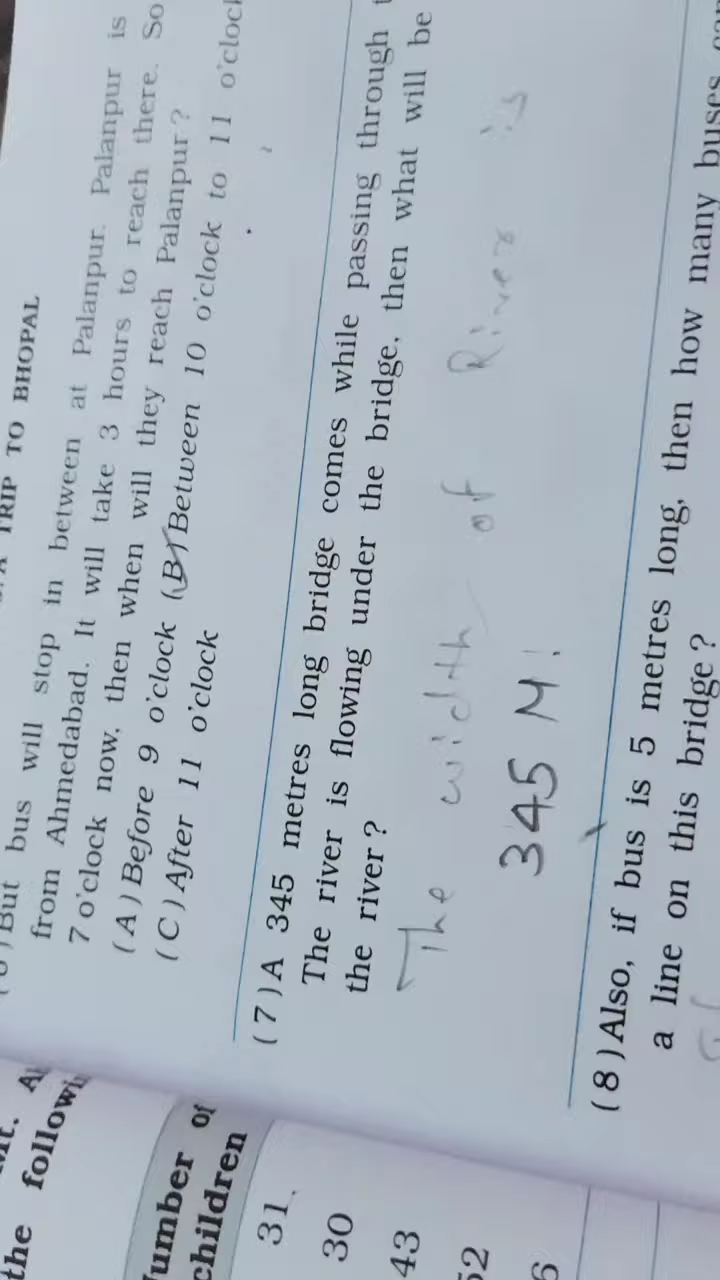 TRIP TO BHOPAL
But bus will stop in between at Palanpur. Palanpur is
from Ahmedabad. It will take 3 hours to reach there. So
7 o'clock now, then when will they reach Palanpur ?
(A) Before 9 o'clock (B) Between 10 o'clock to 11 o'clock
(C) After 11 o'clock
(7) A 345 metres long bridge comes while passing through
The river is flowing under the bridge, then what will be
the river ?
The width of River is
345 M.
(8) Also, if bus is 5 metres long, then how many buses
a line on this bridge ?
the
children
31.
30
43